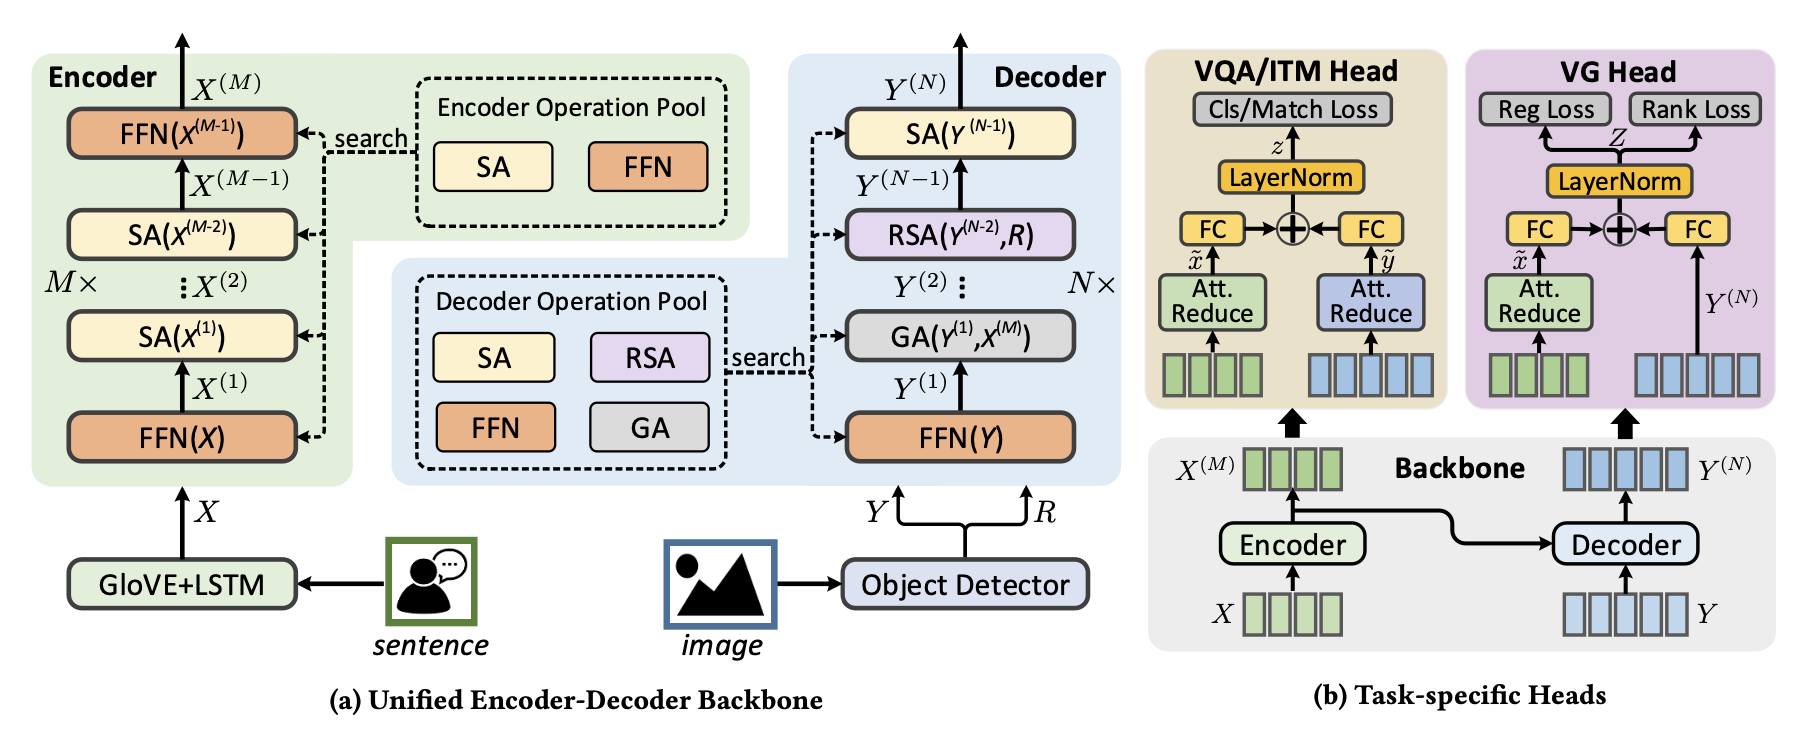 Encoder
X^(M)
FFN(X^(M-1))
X^(M−1)
SA(X^(M-2))
M×
X^(2)
SA(X^(1))
X^(1)
FFN(X)
X
GloVE+LSTM
sentence
Encoder Operation Pool
SA
FFN
search
Decoder Operation Pool
SA
RSA
FFN
GA
search
Decoder
Y^(N)
SA(Y^(N-1))
Y^(N−1)
RSA(Y^(N-2),R)
Y^(2)
N×
GA(Y^(1),X^(M))
Y^(1)
FFN(Y)
Y
R
Object Detector
image
(a) Unified Encoder-Decoder Backbone
VQA/ITM Head
Cls/Match Loss
z
LayerNorm
FC
FC
x̃
ỹ
Att.
Reduce
Att.
Reduce
VG Head
Reg Loss
Rank Loss
Z
LayerNorm
FC
FC
x̃
Att.
Reduce
Y^(N)
X^(M)
Backbone
Y^(N)
Encoder
Decoder
X
Y
(b) Task-specific Heads